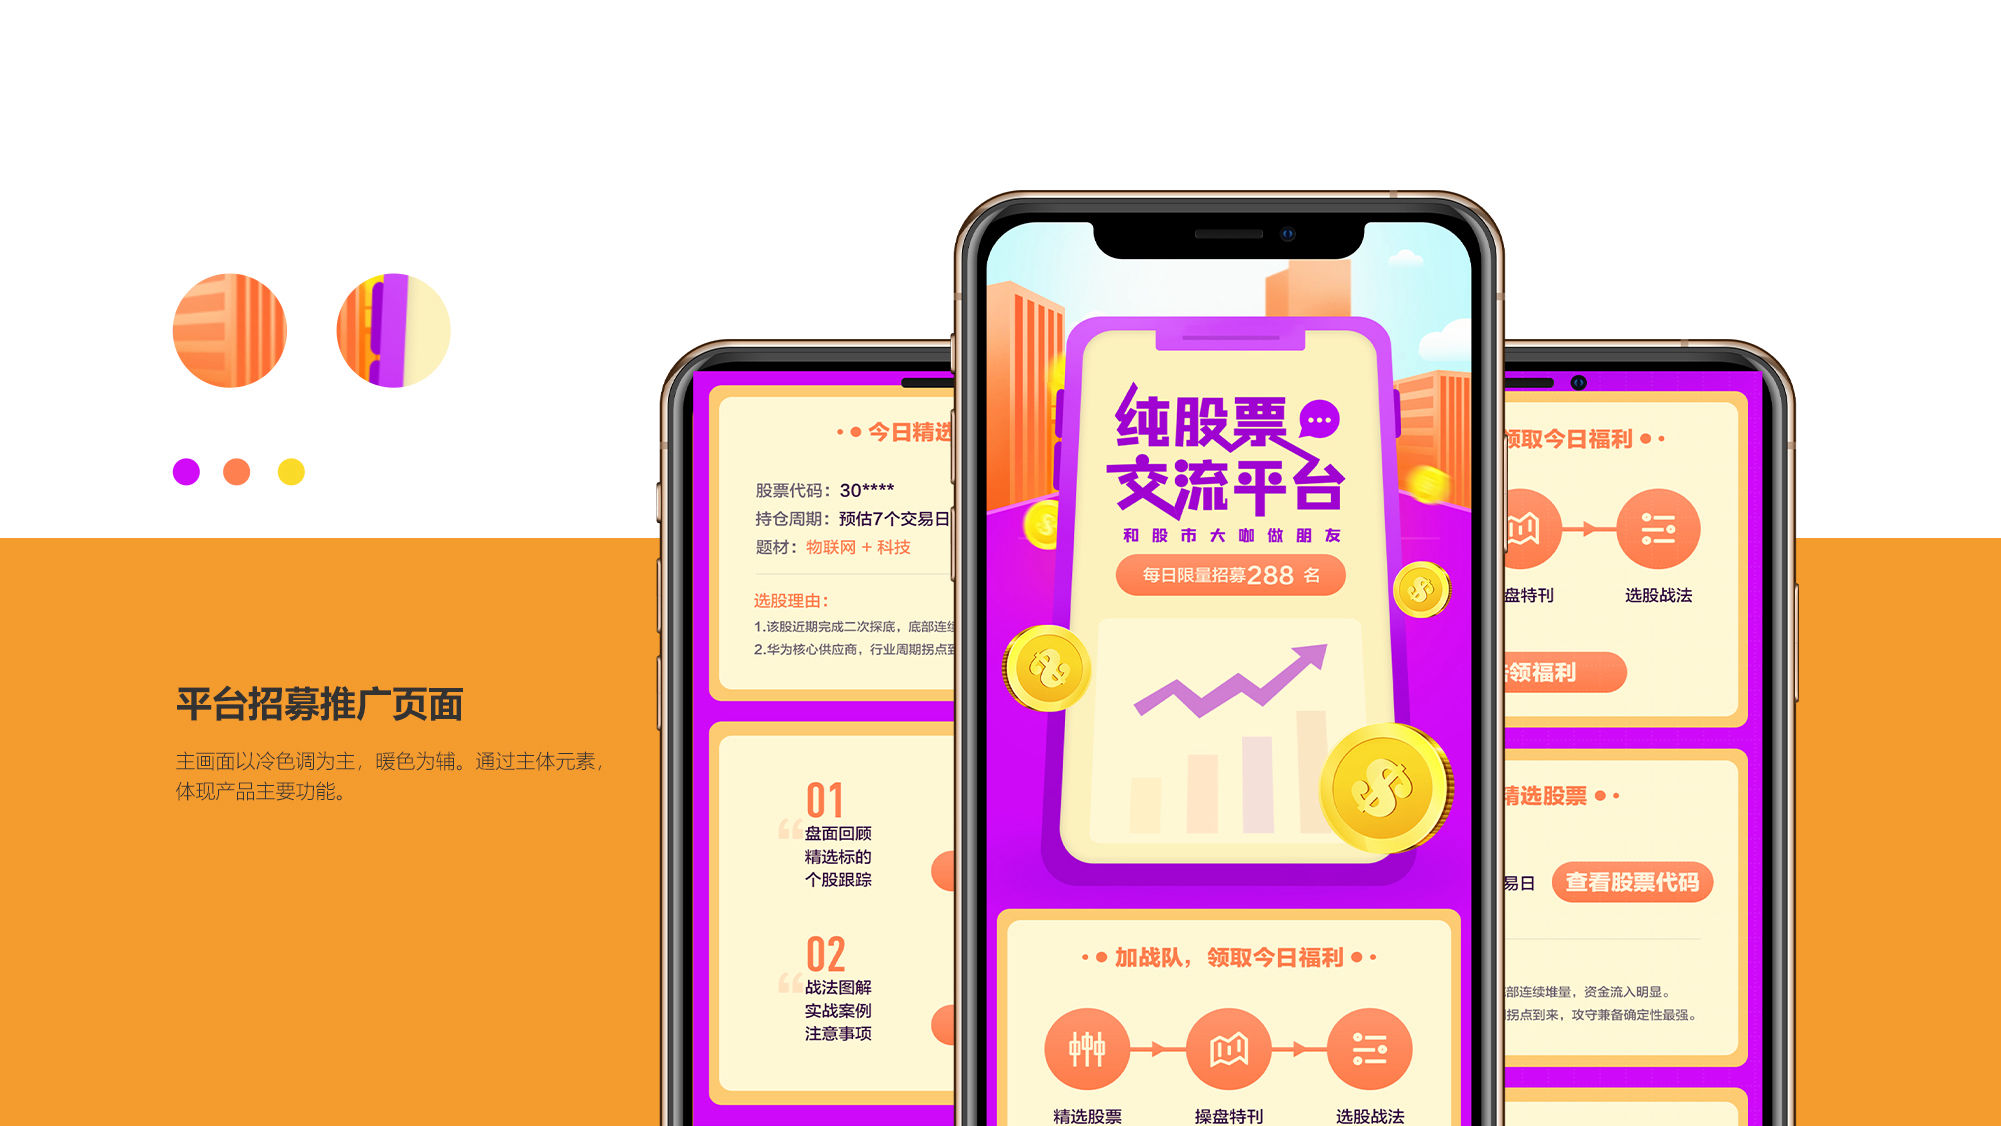 平台招募推广页面
主画面以冷色调为主，暖色为辅。通过主体元素，
体现产品主要功能。
今日精选
股票代码：30****
持仓周期：预估7个交易日
题材：物联网 + 科技
选股理由：
1.该股近期完成二次探底，底部连续
2.华为核心供应商，行业周期拐点到
01
盘面回顾
精选标的
个股跟踪
02
战法图解
实战案例
注意事项
纯股票
交流平台
和股市大咖做朋友
每日限量招募288 名
加战队，领取今日福利
精选股票
操盘特刊
选股战法
领取今日福利
盘特刊
选股战法
领福利
精选股票
易日
查看股票代码
部连续堆量，资金流入明显。
拐点到来，攻守兼备确定性最强。